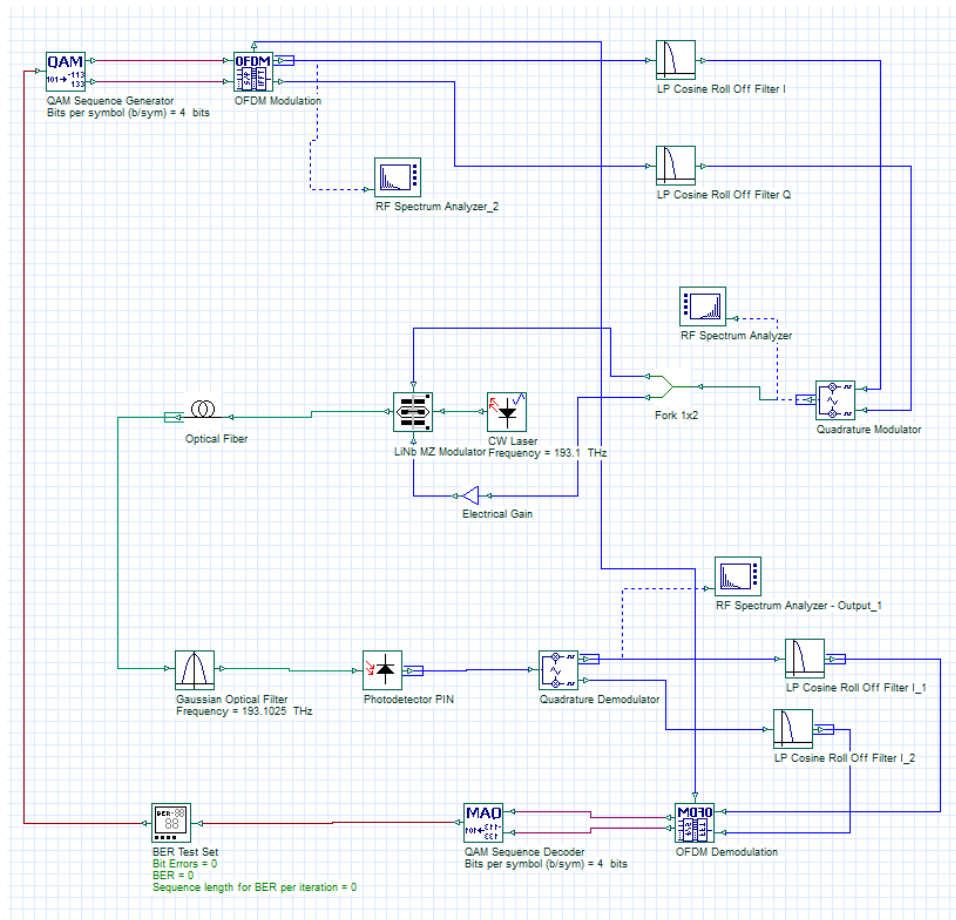 QAM
101→ -113
133
QAM Sequence Generator
Bits per symbol (b/sym) = 4 bits
OFDM
OFDM Modulation
LP Cosine Roll Off Filter I
RF Spectrum Analyzer_2
LP Cosine Roll Off Filter Q
RF Spectrum Analyzer
Optical Fiber
LiNb MZ Modulator
CW Laser
Frequency = 193.1 THz
Fork 1x2
Quadrature Modulator
Electrical Gain
RF Spectrum Analyzer - Output_1
Gaussian Optical Filter
Frequency = 193.1025 THz
Photodetector PIN
Quadrature Demodulator
LP Cosine Roll Off Filter I_1
LP Cosine Roll Off Filter I_2
BER Test Set
Bit Errors = 0
BER = 0
Sequence length for BER per iteration = 0
QAM Sequence Decoder
Bits per symbol (b/sym) = 4 bits
OFDM Demodulation